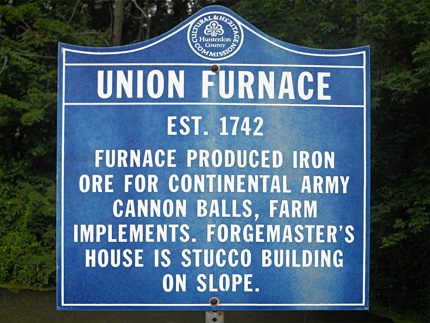 CULTURAL & HERITAGE
Hunterdon
County
COMMISSION
UNION FURNACE
EST. 1742
FURNACE PRODUCED IRON
ORE FOR CONTINENTAL ARMY
CANNON BALLS, FARM
IMPLEMENTS. FORGEMASTER'S
HOUSE IS STUCCO BUILDING
ON SLOPE.